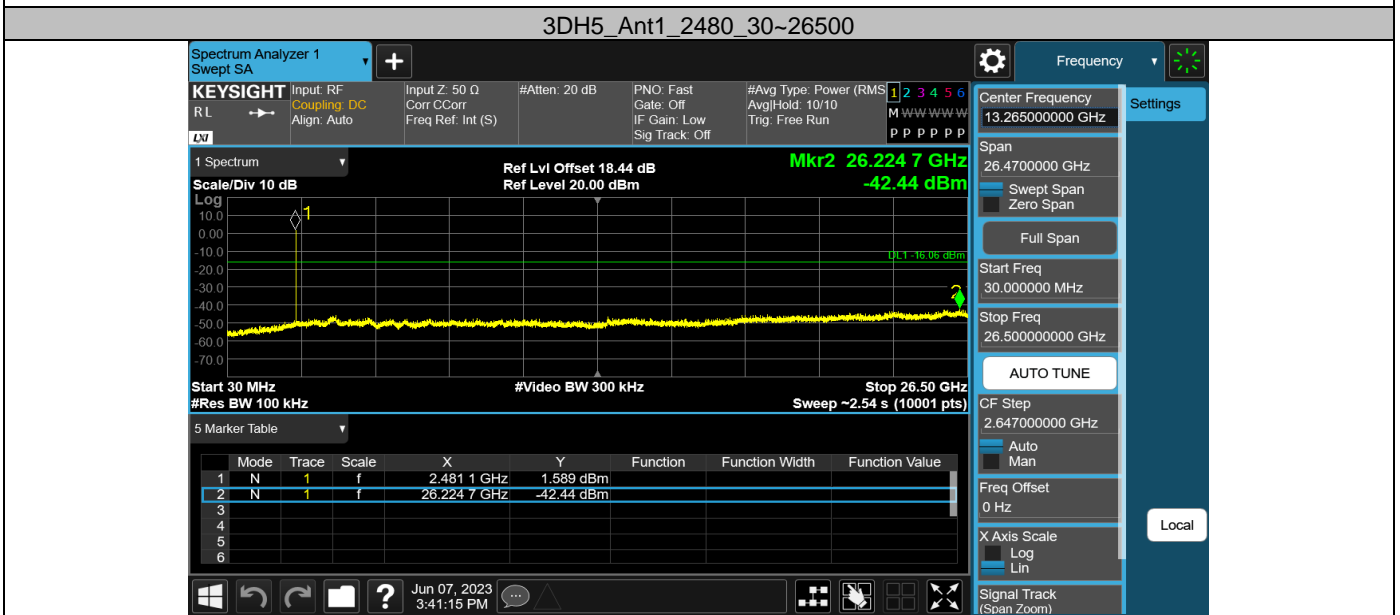 3DH5_Ant1_2480_30~26500
Spectrum Analyzer 1
Swept SA
+
Frequency
KEYSIGHT
R L
LXI
Input: RF
Coupling: DC
Align: Auto
Input Z: 50 Ω
Corr CCorr
Freq Ref: Int (S)
#Atten: 20 dB
PNO: Fast
Gate: Off
IF Gain: Low
Sig Track: Off
#Avg Type: Power (RMS
Avg|Hold: 10/10
Trig: Free Run
1 2 3 4 5 6
M W W W W W
P P P P P P
1 Spectrum
Scale/Div 10 dB
Ref Lvl Offset 18.44 dB
Ref Level 20.00 dBm
Mkr2 26.224 7 GHz
-42.44 dBm
Log
10.0
0.00
-10.0
-20.0
-30.0
-40.0
-50.0
-60.0
-70.0
1
DL1 -16.06 dBm
2
Start 30 MHz
#Video BW 300 kHz
Stop 26.50 GHz
#Res BW 100 kHz
Sweep ~2.54 s (10001 pts)
5 Marker Table
Mode Trace Scale X Y Function Function Width Function Value
1 N 1 f 2.481 1 GHz 1.589 dBm
2 N 1 f 26.224 7 GHz -42.44 dBm
3
4
5
6
?
Jun 07, 2023
3:41:15 PM
Center Frequency
13.265000000 GHz
Span
26.4700000 GHz
Swept Span
Zero Span
Full Span
Start Freq
30.000000 MHz
Stop Freq
26.500000000 GHz
AUTO TUNE
CF Step
2.647000000 GHz
Auto
Man
Freq Offset
0 Hz
X Axis Scale
Log
Lin
Signal Track
(Span Zoom)
Settings
Local